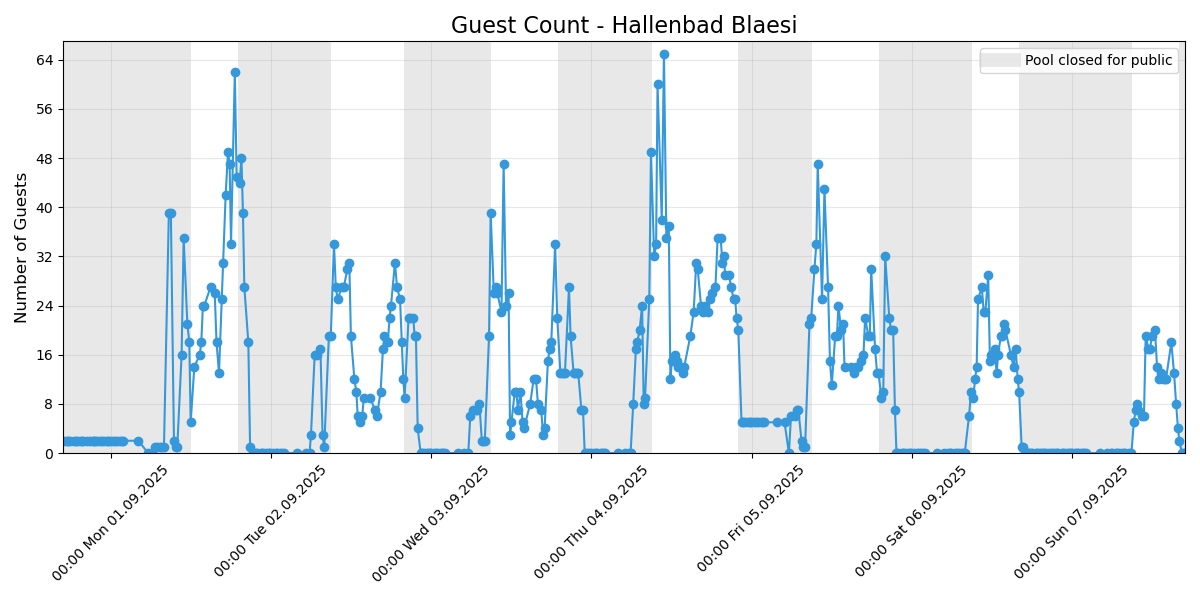 Guest Count - Hallenbad Blaesi
Pool closed for public
Number of Guests
64
56
48
40
32
24
16
8
0
00:00 Mon 01.09.2025
00:00 Tue 02.09.2025
00:00 Wed 03.09.2025
00:00 Thu 04.09.2025
00:00 Fri 05.09.2025
00:00 Sat 06.09.2025
00:00 Sun 07.09.2025